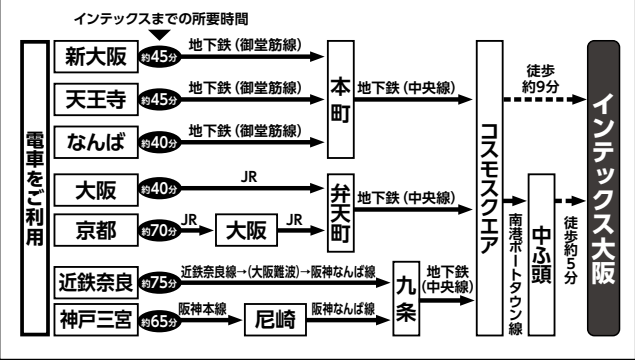 インテックスまでの所要時間
電車をご利用
新大阪
約45分
地下鉄（御堂筋線）
天王寺
約45分
地下鉄（御堂筋線）
なんば
約40分
地下鉄（御堂筋線）
本町
地下鉄（中央線）
大阪
約40分
JR
京都
約70分
JR
大阪
JR
弁天町
地下鉄（中央線）
近鉄奈良
約75分
近鉄奈良線→（大阪難波）→阪神なんば線
神戸三宮
約65分
阪神本線
尼崎
阪神なんば線
九条
地下鉄
（中央線）
コスモスクエア
徒歩
約9分
南港ポートタウン線
中ふ頭
徒歩約5分
インテックス大阪